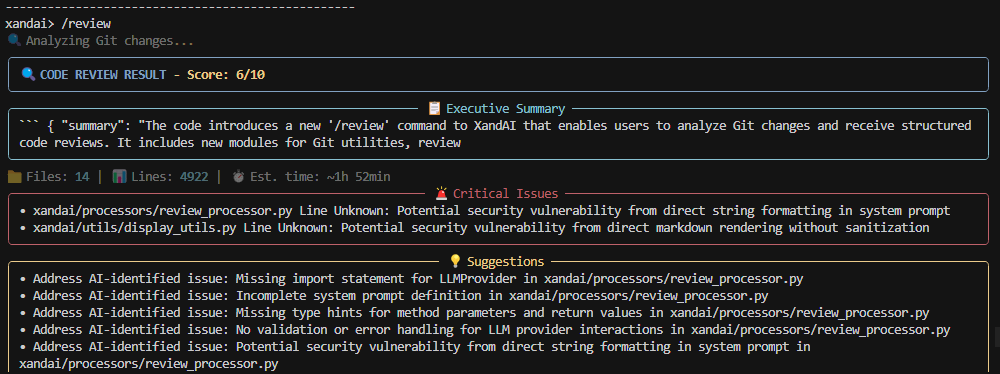 --------------------------------------------------
xandai> /review
🔍 Analyzing Git changes...
🔍 CODE REVIEW RESULT - Score: 6/10
📋 Executive Summary
``` { "summary": "The code introduces a new '/review' command to XandAI that enables users to analyze Git changes and receive structured
code reviews. It includes new modules for Git utilities, review
📁 Files: 14 | 📊 Lines: 4922 | ⏱ Est. time: ~1h 52min
🚨 Critical Issues
• xandai/processors/review_processor.py Line Unknown: Potential security vulnerability from direct string formatting in system prompt
• xandai/utils/display_utils.py Line Unknown: Potential security vulnerability from direct markdown rendering without sanitization
💡 Suggestions
• Address AI-identified issue: Missing import statement for LLMProvider in xandai/processors/review_processor.py
• Address AI-identified issue: Incomplete system prompt definition in xandai/processors/review_processor.py
• Address AI-identified issue: Missing type hints for method parameters and return values in xandai/processors/review_processor.py
• Address AI-identified issue: No validation or error handling for LLM provider interactions in xandai/processors/review_processor.py
• Address AI-identified issue: Potential security vulnerability from direct string formatting in system prompt in
xandai/processors/review_processor.py